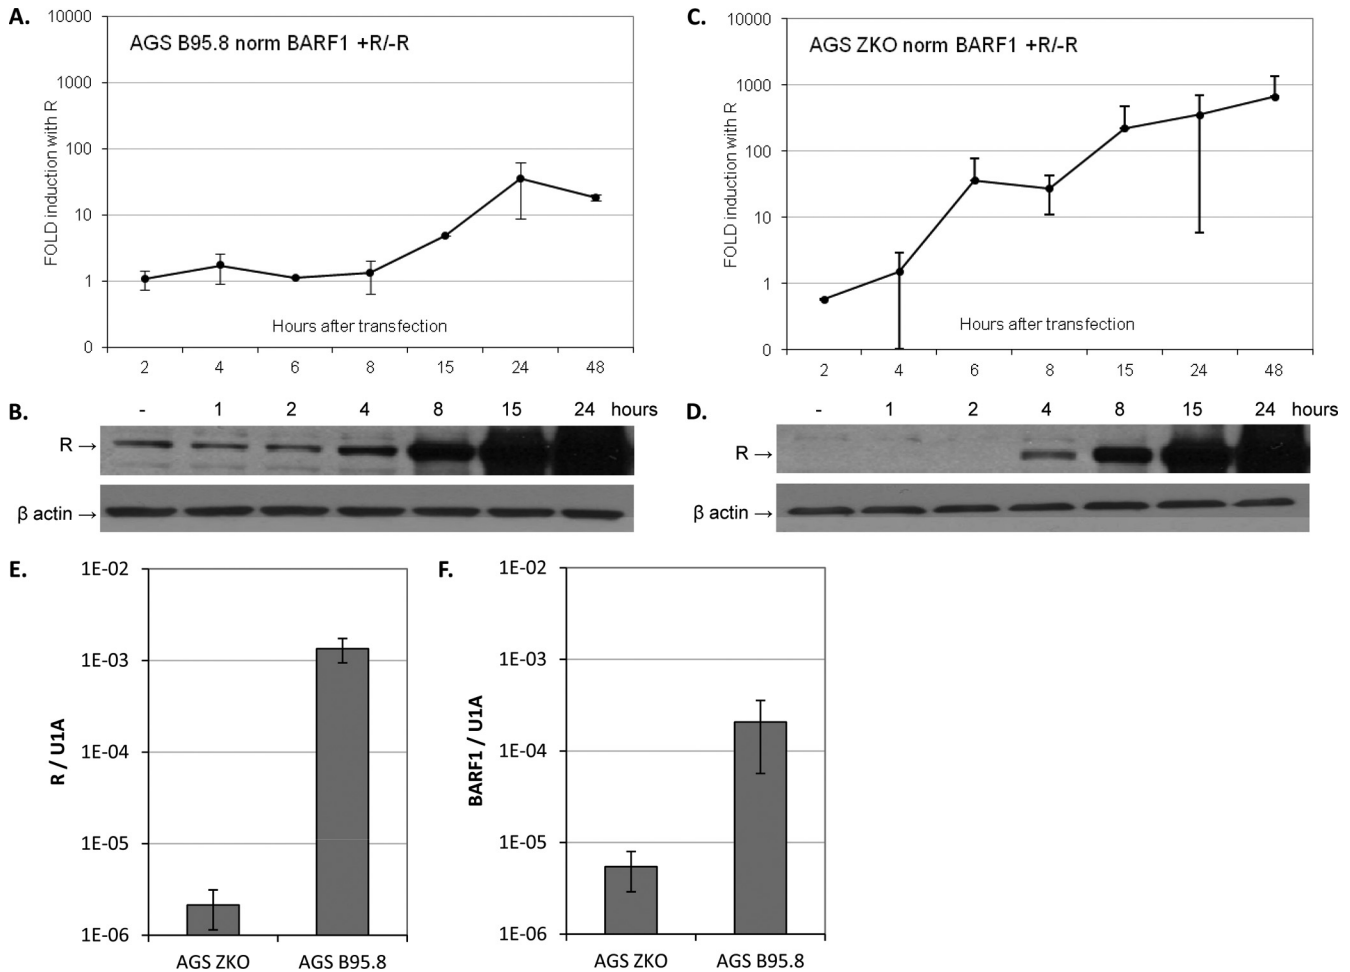 A.
AGS B95.8 norm BARF1 +R/-R
FOLD induction with R
10000
1000
100
10
1
0
Hours after transfection
2 4 6 8 15 24 48
B.
- 1 2 4 8 15 24 hours
R →
β actin →
C.
AGS ZKO norm BARF1 +R/-R
FOLD induction with R
10000
1000
100
10
1
0
Hours after transfection
2 4 6 8 15 24 48
D.
- 1 2 4 8 15 24 hours
R →
β actin →
E.
R / U1A
1E-02
1E-03
1E-04
1E-05
1E-06
AGS ZKO AGS B95.8
F.
BARF1 / U1A
1E-02
1E-03
1E-04
1E-05
1E-06
AGS ZKO AGS B95.8